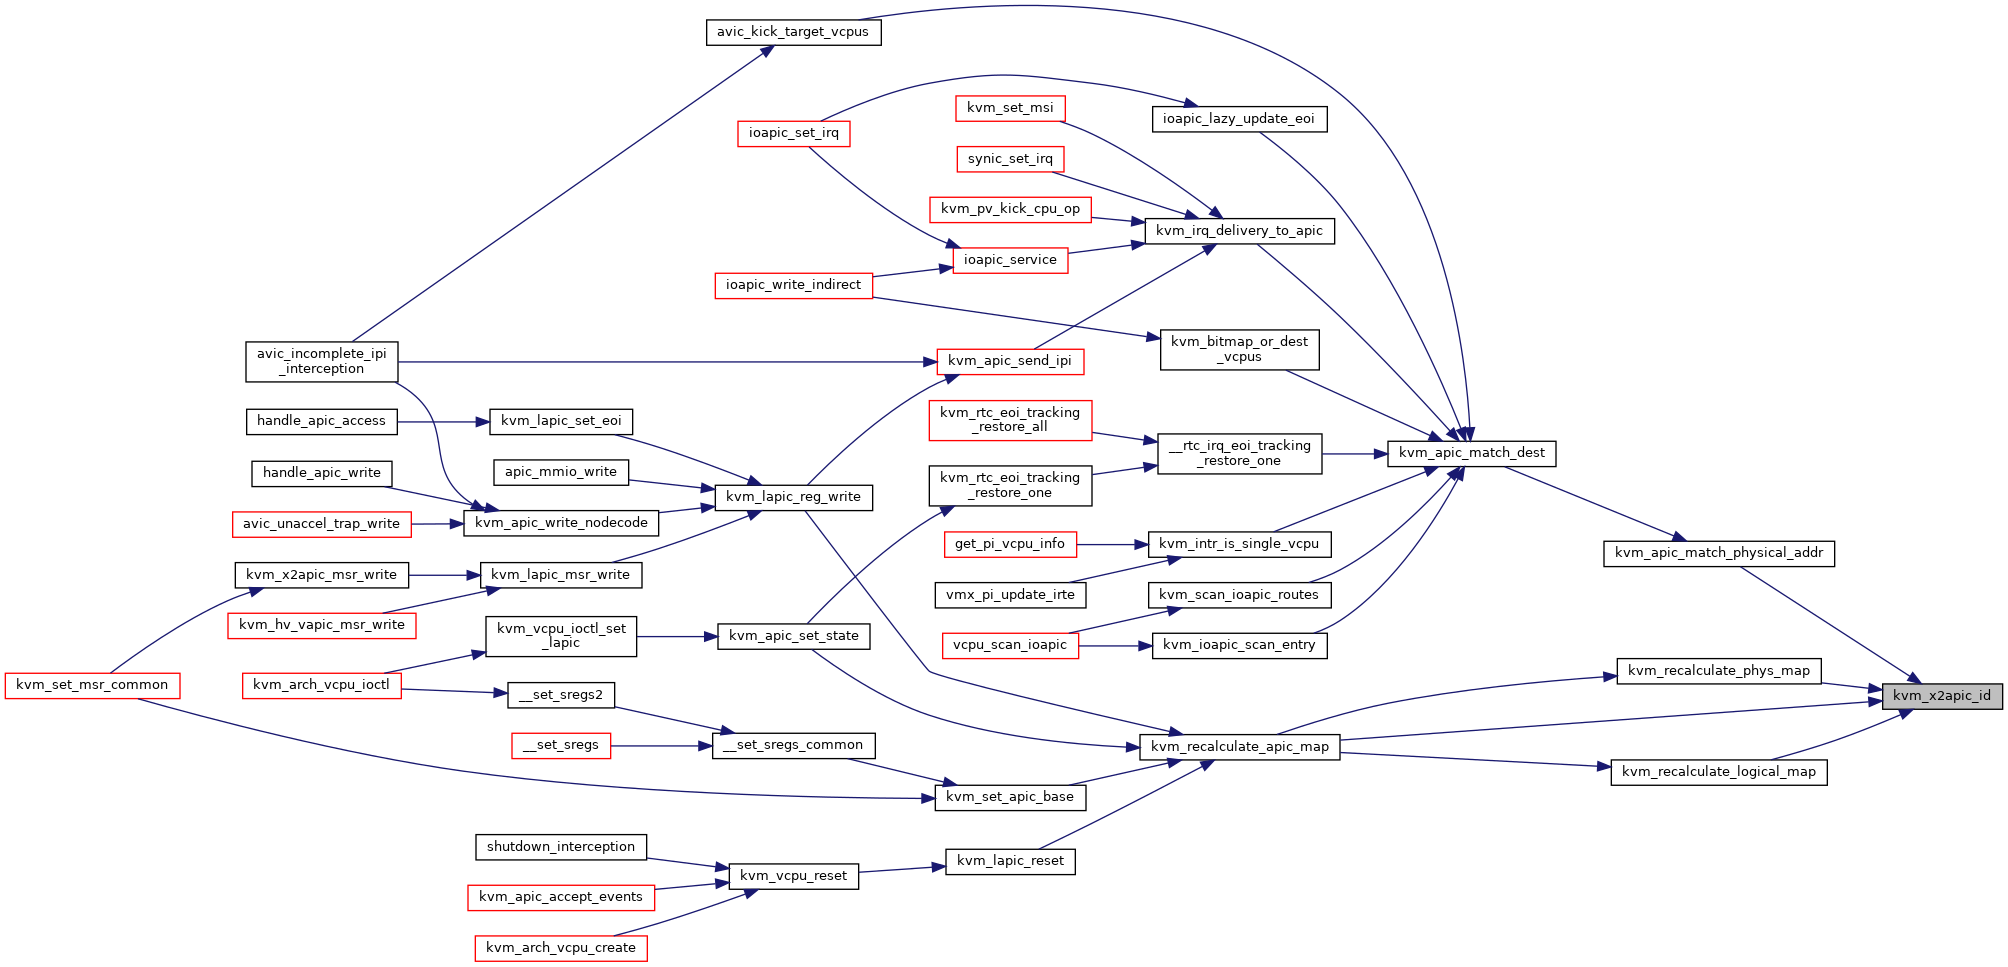 avic_kick_target_vcpus
kvm_set_msi
ioapic_lazy_update_eoi
ioapic_set_irq
synic_set_irq
kvm_pv_kick_cpu_op
kvm_irq_delivery_to_apic
ioapic_service
ioapic_write_indirect
avic_incomplete_ipi
_interception
kvm_apic_send_ipi
kvm_bitmap_or_dest
_vcpus
handle_apic_access
kvm_lapic_set_eoi
kvm_rtc_eoi_tracking
_restore_all
__rtc_irq_eoi_tracking
_restore_one
kvm_apic_match_dest
handle_apic_write
apic_mmio_write
kvm_lapic_reg_write
kvm_rtc_eoi_tracking
_restore_one
avic_unaccel_trap_write
kvm_apic_write_nodecode
get_pi_vcpu_info
kvm_intr_is_single_vcpu
kvm_apic_match_physical_addr
kvm_x2apic_msr_write
kvm_lapic_msr_write
vmx_pi_update_irte
kvm_scan_ioapic_routes
kvm_hv_vapic_msr_write
kvm_vcpu_ioctl_set
_lapic
kvm_apic_set_state
vcpu_scan_ioapic
kvm_ioapic_scan_entry
kvm_set_msr_common
kvm_arch_vcpu_ioctl
__set_sregs2
kvm_recalculate_phys_map
kvm_x2apic_id
__set_sregs
__set_sregs_common
kvm_recalculate_apic_map
kvm_recalculate_logical_map
kvm_set_apic_base
shutdown_interception
kvm_vcpu_reset
kvm_lapic_reset
kvm_apic_accept_events
kvm_arch_vcpu_create